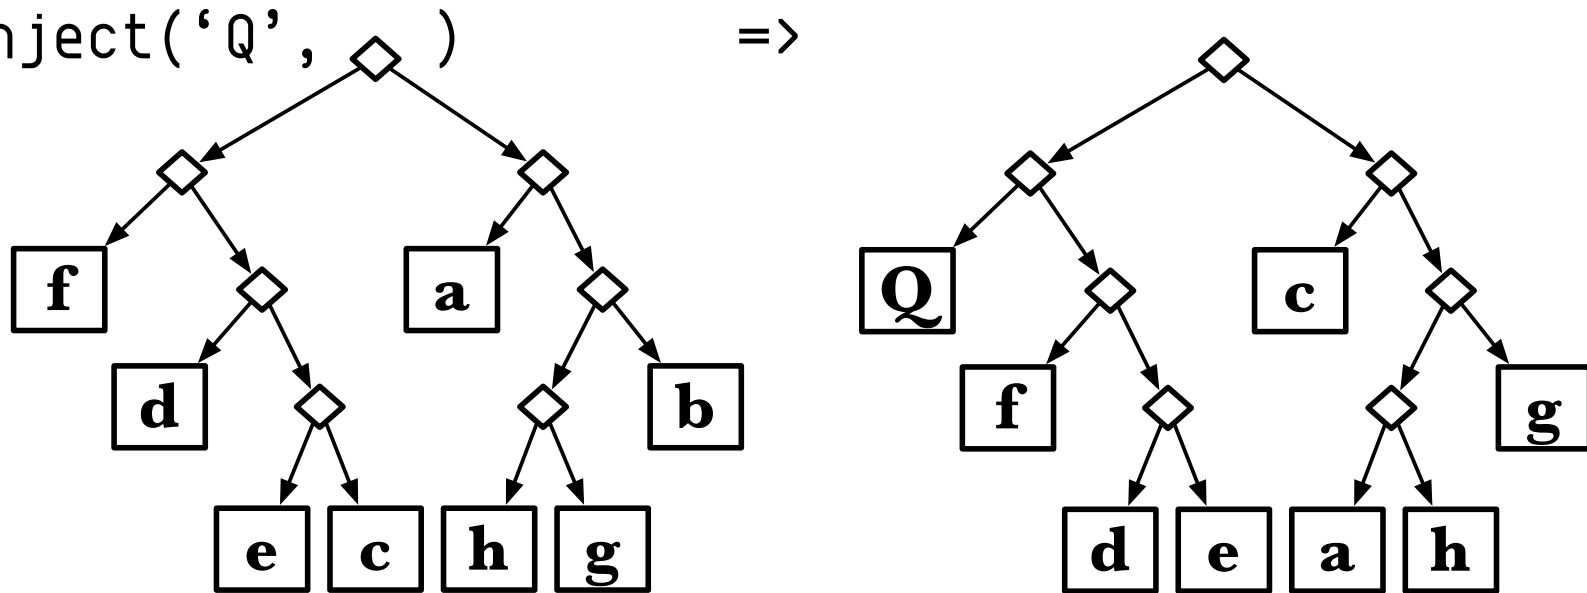 nject(‘Q’, ) =>
f a Q c
d b f g
e c h g d e a h